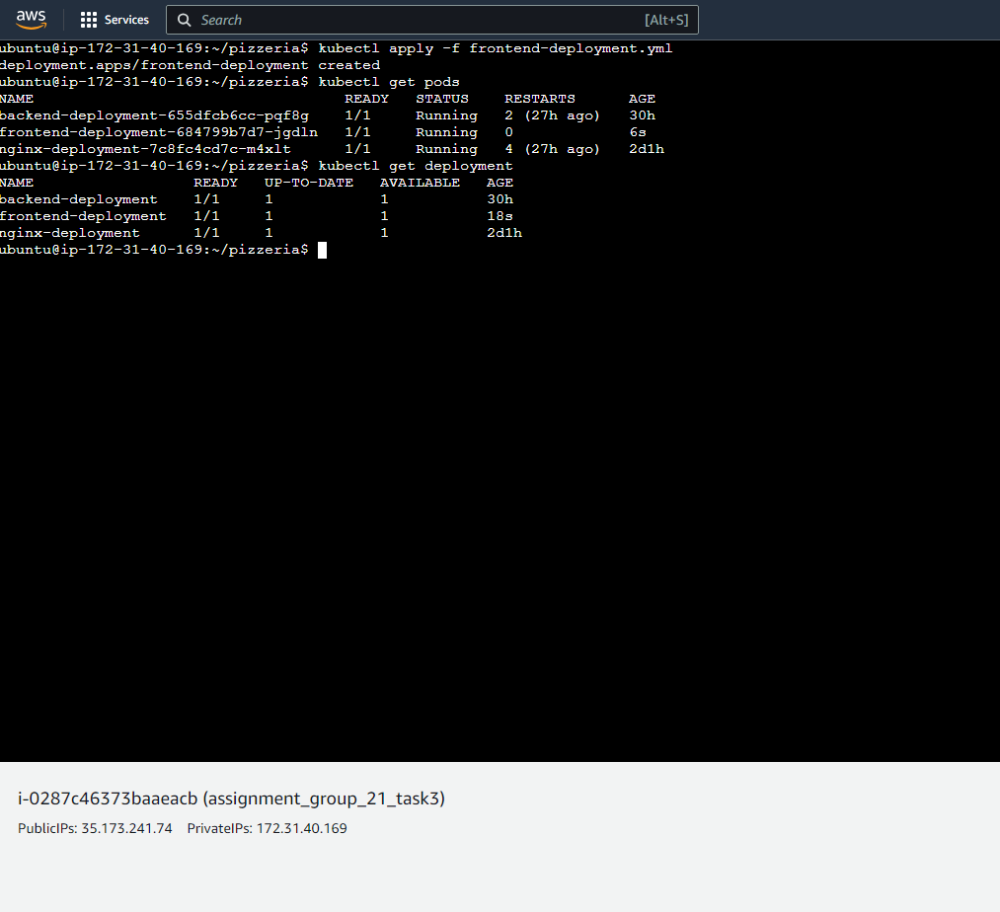 aws Services Search [Alt+S]
ubuntu@ip-172-31-40-169:~/pizzeria$ kubectl apply -f frontend-deployment.yml
deployment.apps/frontend-deployment created
ubuntu@ip-172-31-40-169:~/pizzeria$ kubectl get pods
NAME READY STATUS RESTARTS AGE
backend-deployment-655dfcb6cc-pqf8g 1/1 Running 2 (27h ago) 30h
frontend-deployment-684799b7d7-jgdln 1/1 Running 0 6s
nginx-deployment-7c8fc4cd7c-m4xlt 1/1 Running 4 (27h ago) 2d1h
ubuntu@ip-172-31-40-169:~/pizzeria$ kubectl get deployment
NAME READY UP-TO-DATE AVAILABLE AGE
backend-deployment 1/1 1 1 30h
frontend-deployment 1/1 1 1 18s
nginx-deployment 1/1 1 1 2d1h
ubuntu@ip-172-31-40-169:~/pizzeria$
i-0287c46373baaeacb (assignment_group_21_task3)
PublicIPs: 35.173.241.74 PrivateIPs: 172.31.40.169